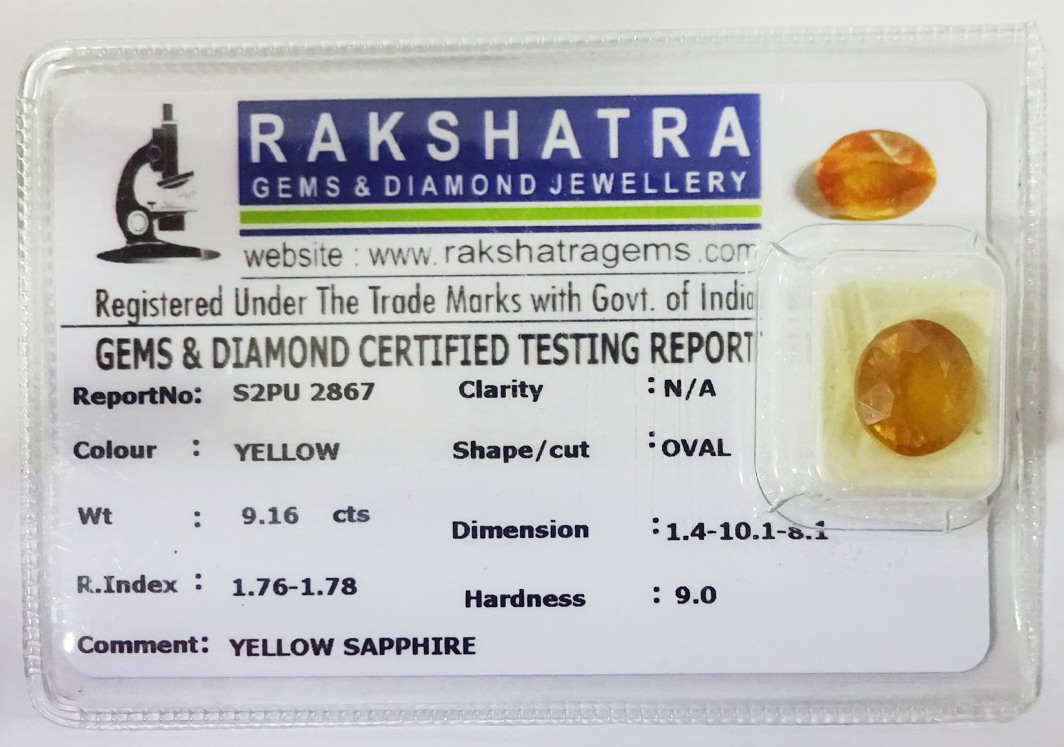 RAKSHATRA
GEMS & DIAMOND JEWELLERY
website : www.rakshatragems.com
Registered Under The Trade Marks with Govt. of India
GEMS & DIAMOND CERTIFIED TESTING REPORT
ReportNo: S2PU 2867 Clarity : N/A
Colour : YELLOW Shape/cut : OVAL
Wt : 9.16 cts Dimension : 1.4-10.1-8.1
R.Index : 1.76-1.78 Hardness : 9.0
Comment: YELLOW SAPPHIRE